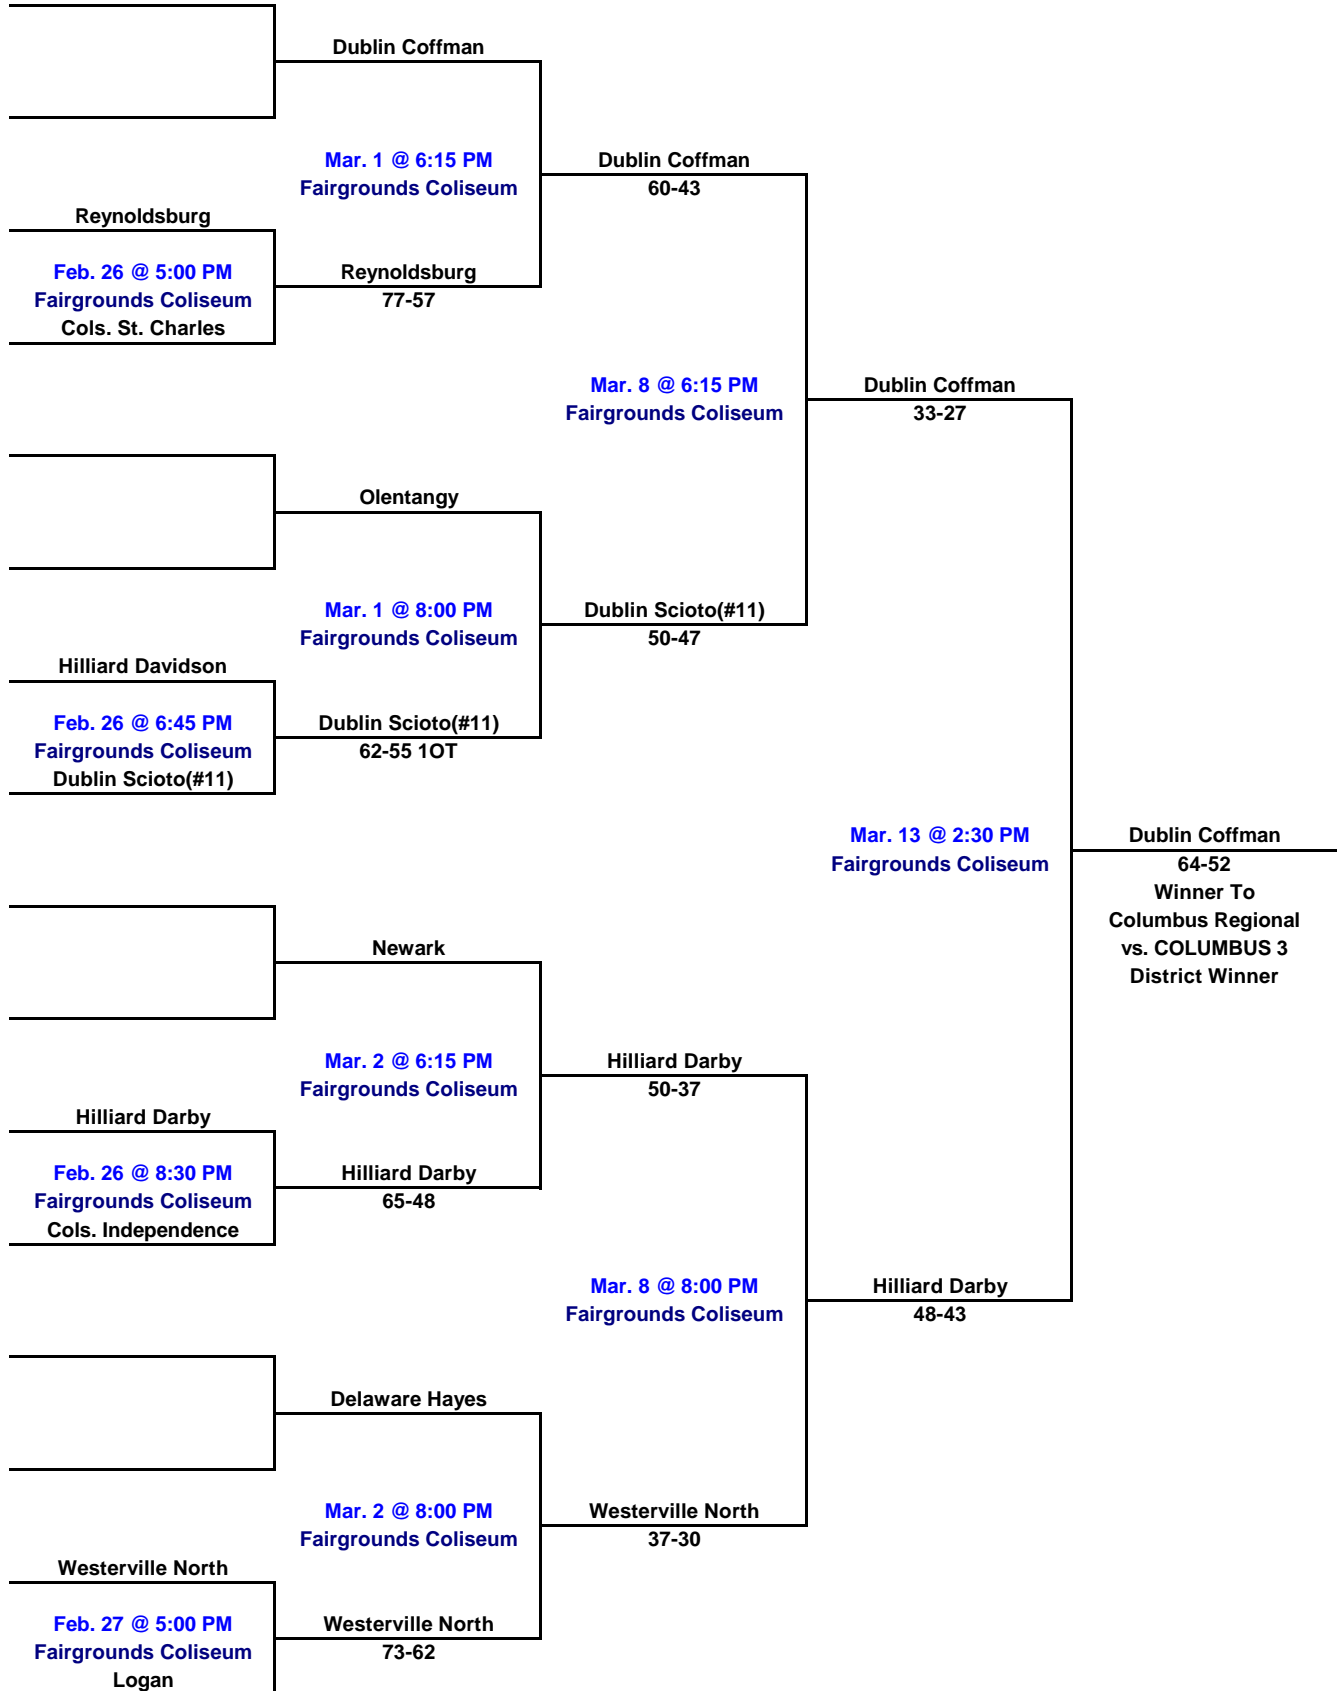 Dublin Coffman
Mar. 1 @ 6:15 PM
Fairgrounds Coliseum
Dublin Coffman
60-43
Reynoldsburg
Feb. 26 @ 5:00 PM
Fairgrounds Coliseum
Cols. St. Charles
Reynoldsburg
77-57
Mar. 8 @ 6:15 PM
Fairgrounds Coliseum
Dublin Coffman
33-27
Olentangy
Mar. 1 @ 8:00 PM
Fairgrounds Coliseum
Dublin Scioto(#11)
50-47
Hilliard Davidson
Feb. 26 @ 6:45 PM
Fairgrounds Coliseum
Dublin Scioto(#11)
Dublin Scioto(#11)
62-55 1OT
Mar. 13 @ 2:30 PM
Fairgrounds Coliseum
Dublin Coffman
64-52
Winner To
Columbus Regional
vs. COLUMBUS 3
District Winner
Newark
Mar. 2 @ 6:15 PM
Fairgrounds Coliseum
Hilliard Darby
50-37
Hilliard Darby
Feb. 26 @ 8:30 PM
Fairgrounds Coliseum
Cols. Independence
Hilliard Darby
65-48
Mar. 8 @ 8:00 PM
Fairgrounds Coliseum
Hilliard Darby
48-43
Delaware Hayes
Mar. 2 @ 8:00 PM
Fairgrounds Coliseum
Westerville North
37-30
Westerville North
Feb. 27 @ 5:00 PM
Fairgrounds Coliseum
Logan
Westerville North
73-62